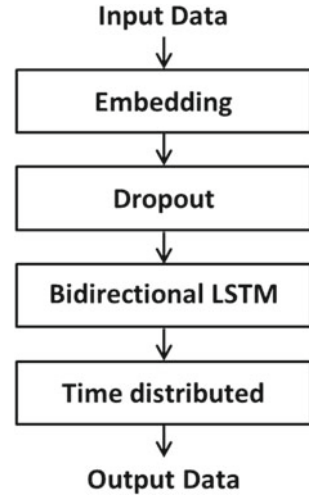 Input Data
Embedding
Dropout
Bidirectional LSTM
Time distributed
Output Data